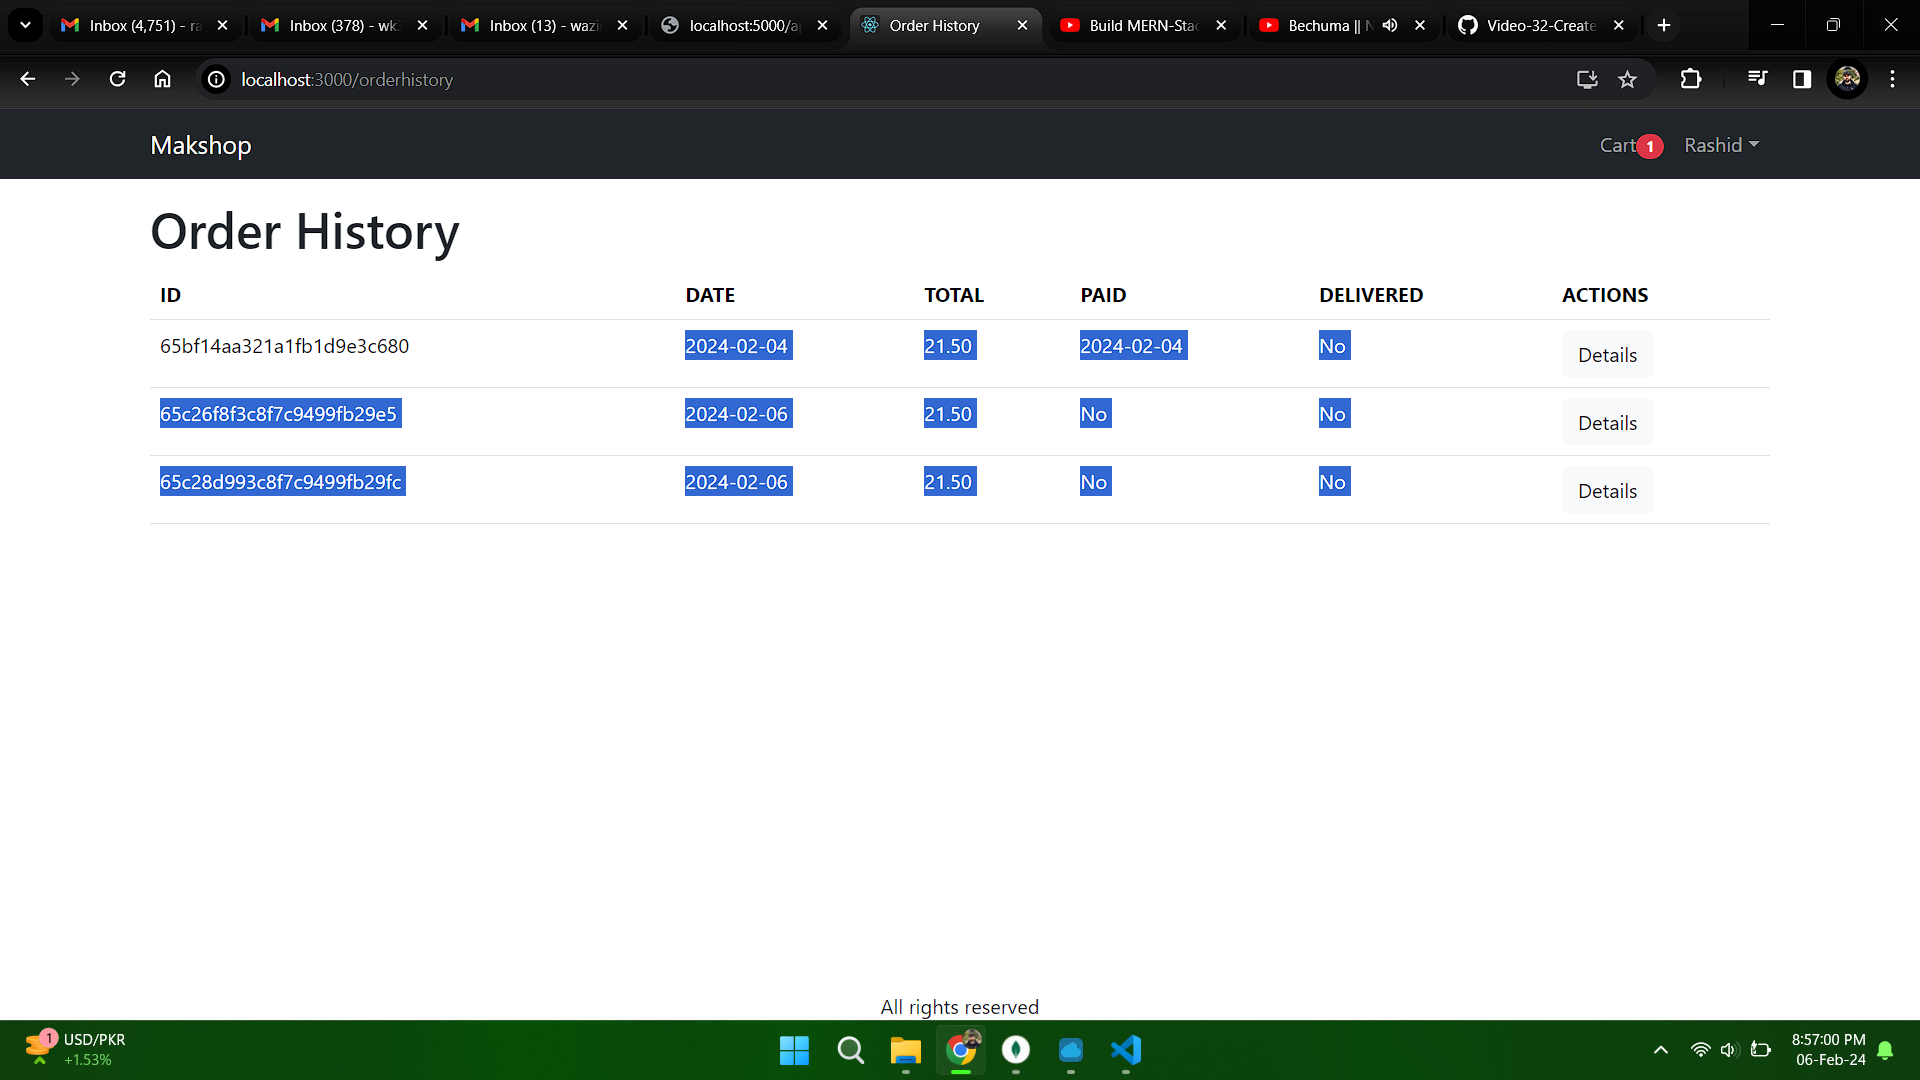 Inbox (4,751) - ra
Inbox (378) - wk
Inbox (13) - wazi
localhost:5000/a
Order History
Build MERN-Stac
Bechuma ||
Video-32-Create
localhost:3000/orderhistory
Makshop
Cart 1
Rashid
Order History
ID DATE TOTAL PAID DELIVERED ACTIONS
65bf14aa321a1fb1d9e3c680 2024-02-04 21.50 2024-02-04 No Details
65c26f8f3c8f7c9499fb29e5 2024-02-06 21.50 No No Details
65c28d993c8f7c9499fb29fc 2024-02-06 21.50 No No Details
All rights reserved
1 USD/PKR
+1.53%
8:57:00 PM
06-Feb-24